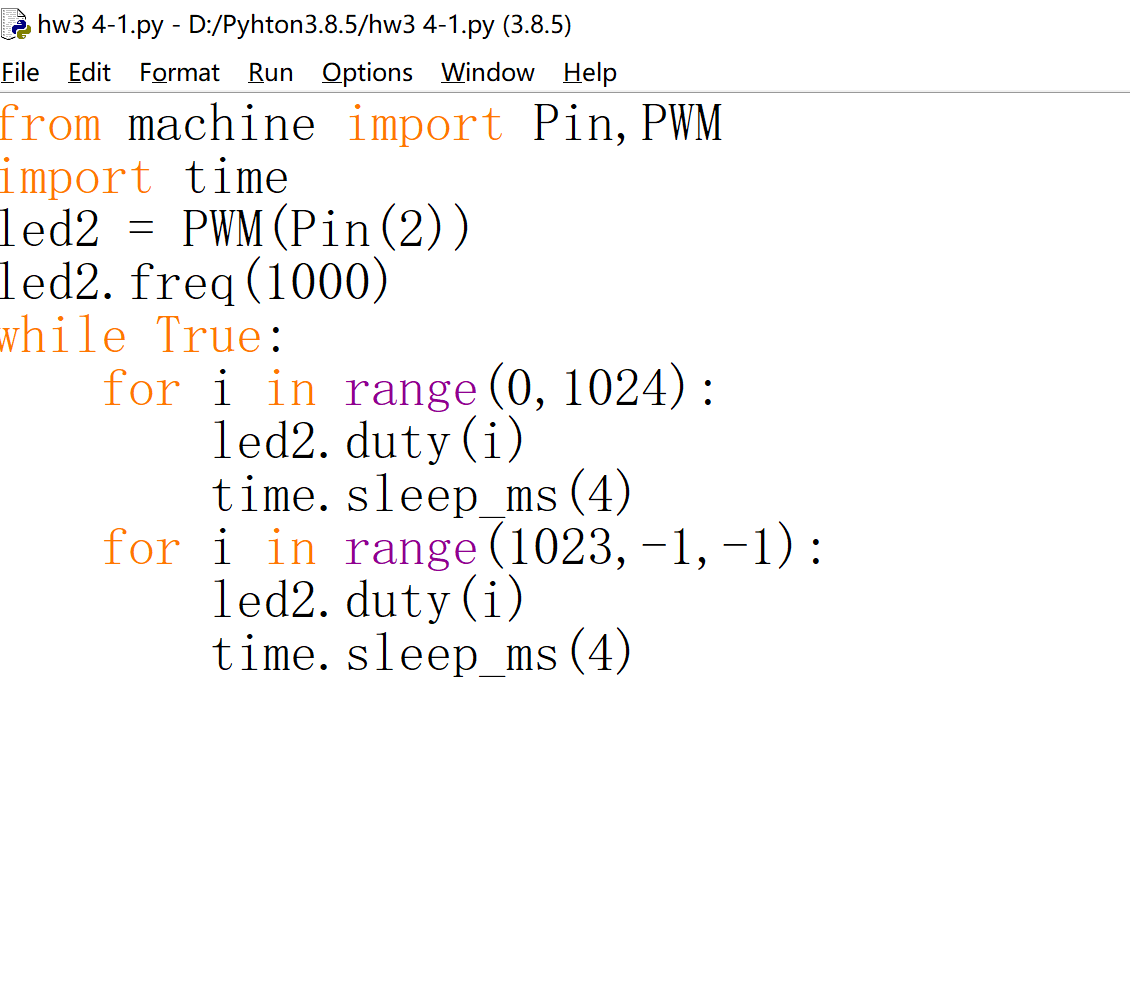 hw3 4-1.py - D:/Pyhton3.8.5/hw3 4-1.py (3.8.5)
File Edit Format Run Options Window Help
from machine import Pin,PWM
import time
led2 = PWM(Pin(2))
led2.freq(1000)
while True:
    for i in range(0,1024):
        led2.duty(i)
        time.sleep_ms(4)
    for i in range(1023,-1,-1):
        led2.duty(i)
        time.sleep_ms(4)